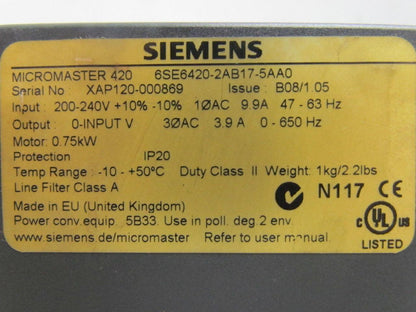 SIEMENS
MICROMASTER 420 6SE6420-2AB17-5AA0
Serial No : XAP120-000869 Issue : B08/1.05
Input : 200-240V +10% -10% 1ØAC 9.9A 47 - 63 Hz
Output : 0-INPUT V 3ØAC 3.9 A 0 - 650 Hz
Motor: 0.75kW
Protection IP20
Temp Range : -10 - +50°C Duty Class II Weight: 1kg/2.2lbs
Line Filter Class A
N117 CE
Made in EU (United Kingdom)
Power conv.equip. 5B33 Use in poll. deg.2 env.
www.siemens.de/micromaster Refer to user manual.
C UL US
LISTED